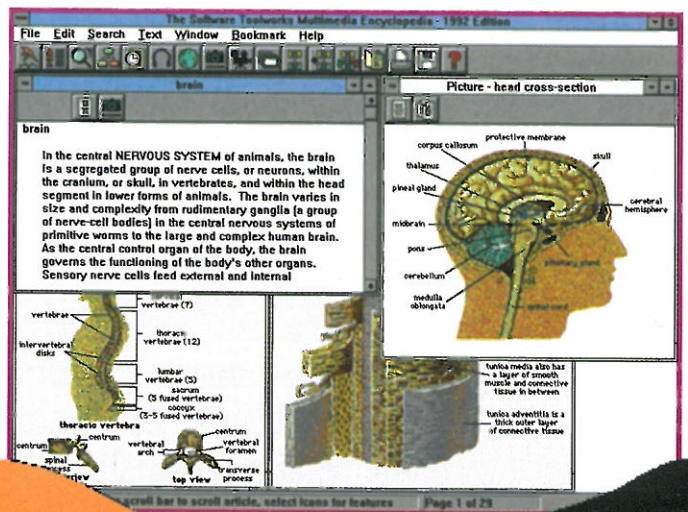 The Software Toolworks Multimedia Encyclopedia - 1992 Edition
File Edit Search Text Window Bookmark Help
brain
brain
In the central NERVOUS SYSTEM of animals, the brain
is a segregated group of nerve cells, or neurons, within
the cranium, or skull, in vertebrates, and within the head
segment in lower forms of animals. The brain varies in
size and complexity from rudimentary ganglia (a group
of nerve-cell bodies) in the central nervous systems of
primitive worms to the large and complex human brain.
As the central control organ of the body, the brain
governs the functioning of the body's other organs.
Sensory nerve cells feed external and internal
Picture - head cross-section
protective membrane
corpus callosum
skull
thalamus
pineal gland
cerebral
hemisphere
midbrain
pons
pituitary gland
cerebellum
medulla
oblongata
spinal cord
vertebrae (7)
vertebrae
thoracic
vertebrae (12)
intervertebral
disks
lumbar
vertebrae (5)
sacrum
(5 fused vertebrae)
coccyx
(3-5 fused vertebrae)
thoracic vertebra
centrum
centrum
spinal
process
centrum
vertebral
arch
vertebral
foramen
transverse
process
top view
tunica media also has
a layer of smooth
muscle and connective
tissue in between
tunica adventitia is a
thick outer layer
of connective tissue
scroll bar to scroll article, select icons for features
Page 1 of 29